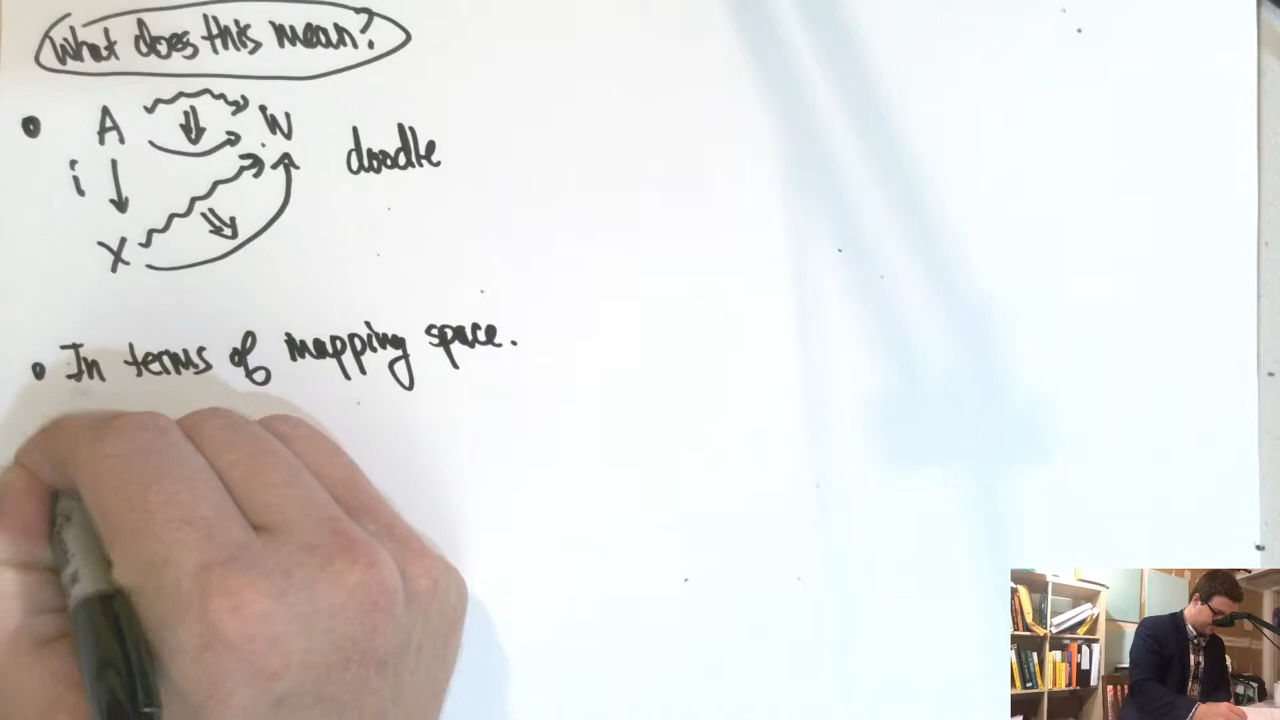 What does this mean?
A W
i doodle
X
In terms of mapping space.